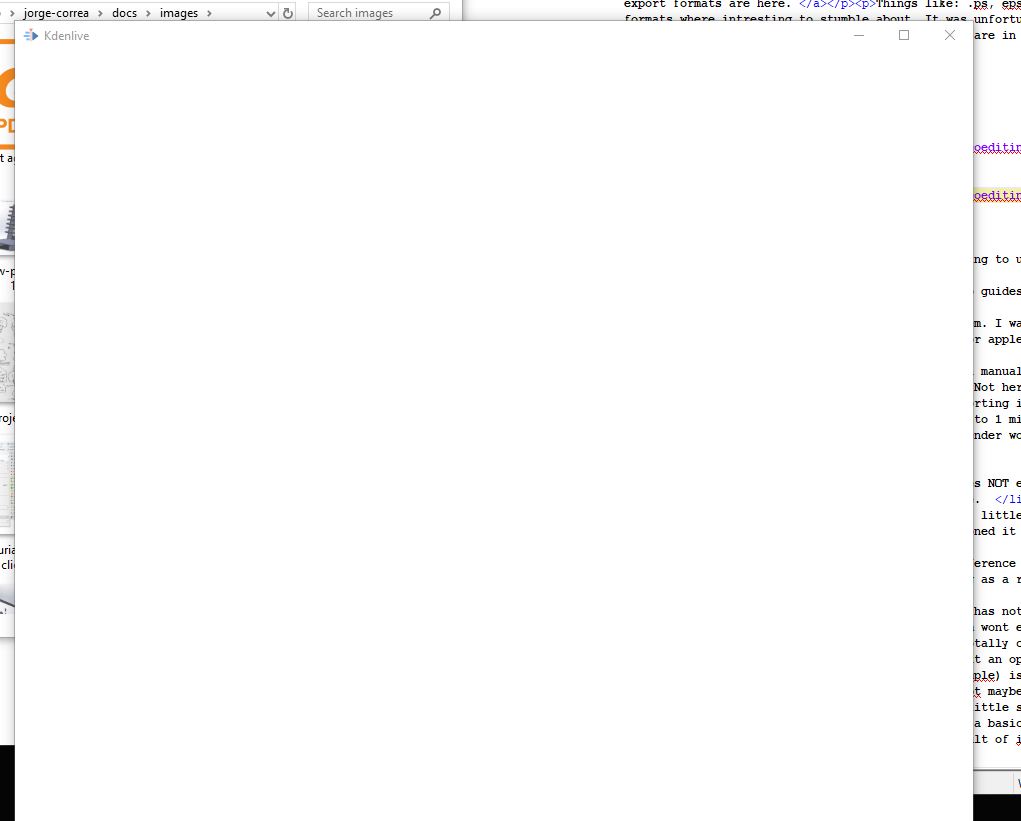 jorge-correa > docs > images >
Search images
export formats are here. </a></p><p>Things like: .ps, eps
formats where intresting to stumble about. It was unfortu
Kdenlive
are in
PD
t a
oeditin
oeditin
ng to u
w-p
1
guides
m. I wa
r apple
manual
Not her
rting i
roje
to 1 mi
nder wo
s NOT e
. </li
little
ned it
uria
clic
erence
as a r
has not
wont e
tally c
t an op
ple) is
t maybe
ittle s
a basic
lt of j